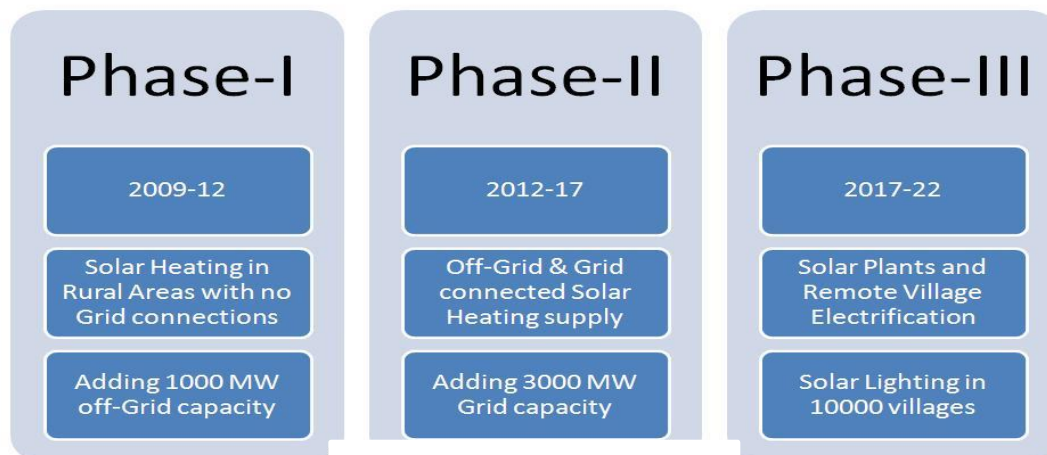 Phase-I
2009-12
Solar Heating in
Rural Areas with no
Grid connections
Adding 1000 MW
off-Grid capacity
Phase-II
2012-17
Off-Grid & Grid
connected Solar
Heating supply
Adding 3000 MW
Grid capacity
Phase-III
2017-22
Solar Plants and
Remote Village
Electrification
Solar Lighting in
10000 villages